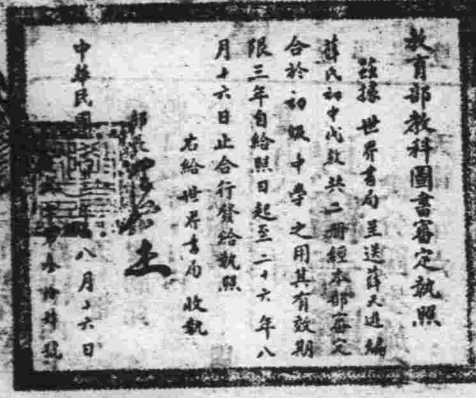 教育部教科圖書審定執照
茲據 世界書局 呈送薛天遊編
薛氏初中代數共二冊經本部審定
合於初級中學之用其有效期
限三年自給照日起至二十六年八
月十六日止合行發給執照
右給世界書局 收執
部長王
中華民國 年八月十六日